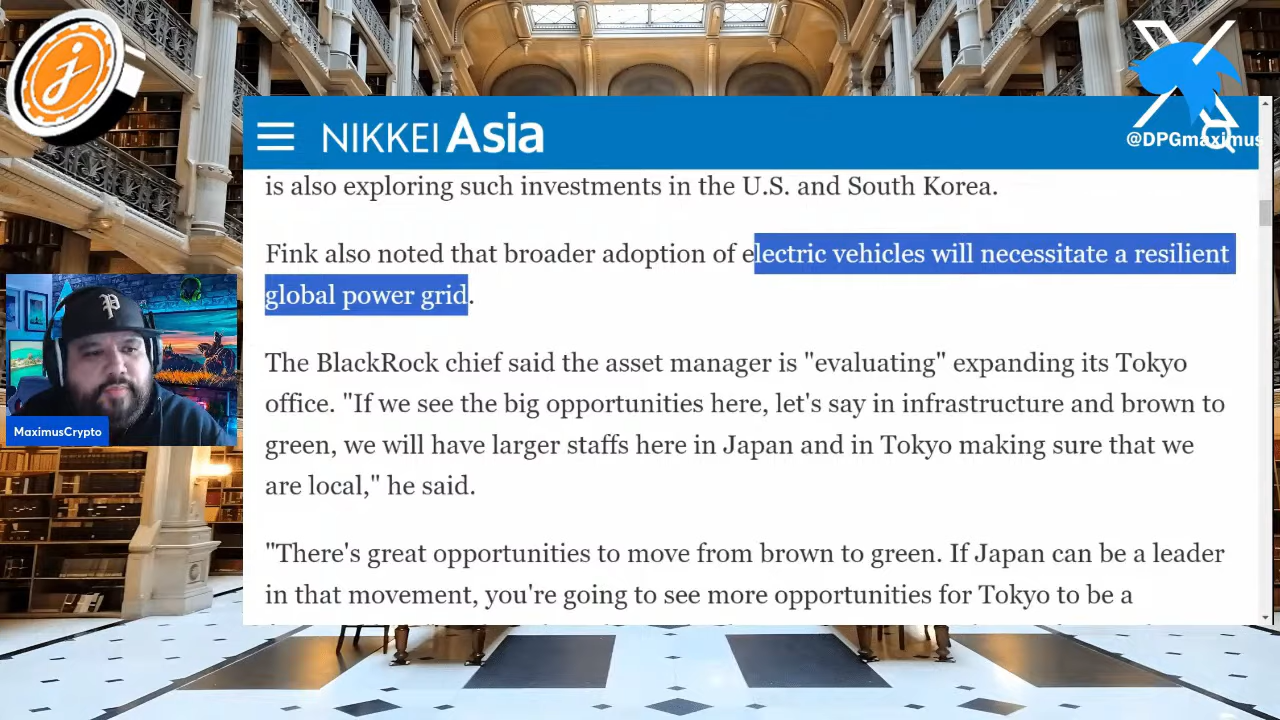 j
NIKKEI Asia
@DPGmaximus
is also exploring such investments in the U.S. and South Korea.
Fink also noted that broader adoption of electric vehicles will necessitate a resilient
global power grid.
The BlackRock chief said the asset manager is "evaluating" expanding its Tokyo
office. "If we see the big opportunities here, let's say in infrastructure and brown to
green, we will have larger staffs here in Japan and in Tokyo making sure that we
are local," he said.
"There's great opportunities to move from brown to green. If Japan can be a leader
in that movement, you're going to see more opportunities for Tokyo to be a
P
MaximusCrypto